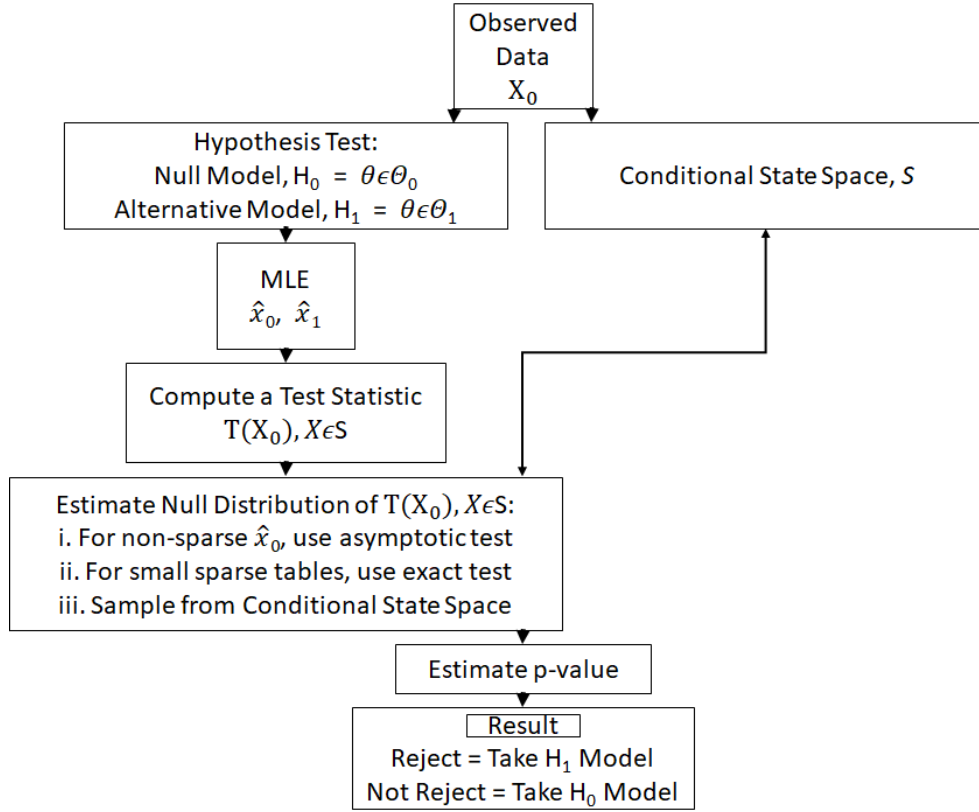 Observed
Data
X₀
Hypothesis Test:
Null Model, H₀ = θϵΘ₀
Alternative Model, H₁ = θϵΘ₁
Conditional State Space, S
MLE
x̂₀, x̂₁
Compute a Test Statistic
T(X₀), XϵS
Estimate Null Distribution of T(X₀), XϵS:
i. For non-sparse x̂₀, use asymptotic test
ii. For small sparse tables, use exact test
iii. Sample from Conditional State Space
Estimate p-value
Result
Reject = Take H₁ Model
Not Reject = Take H₀ Model